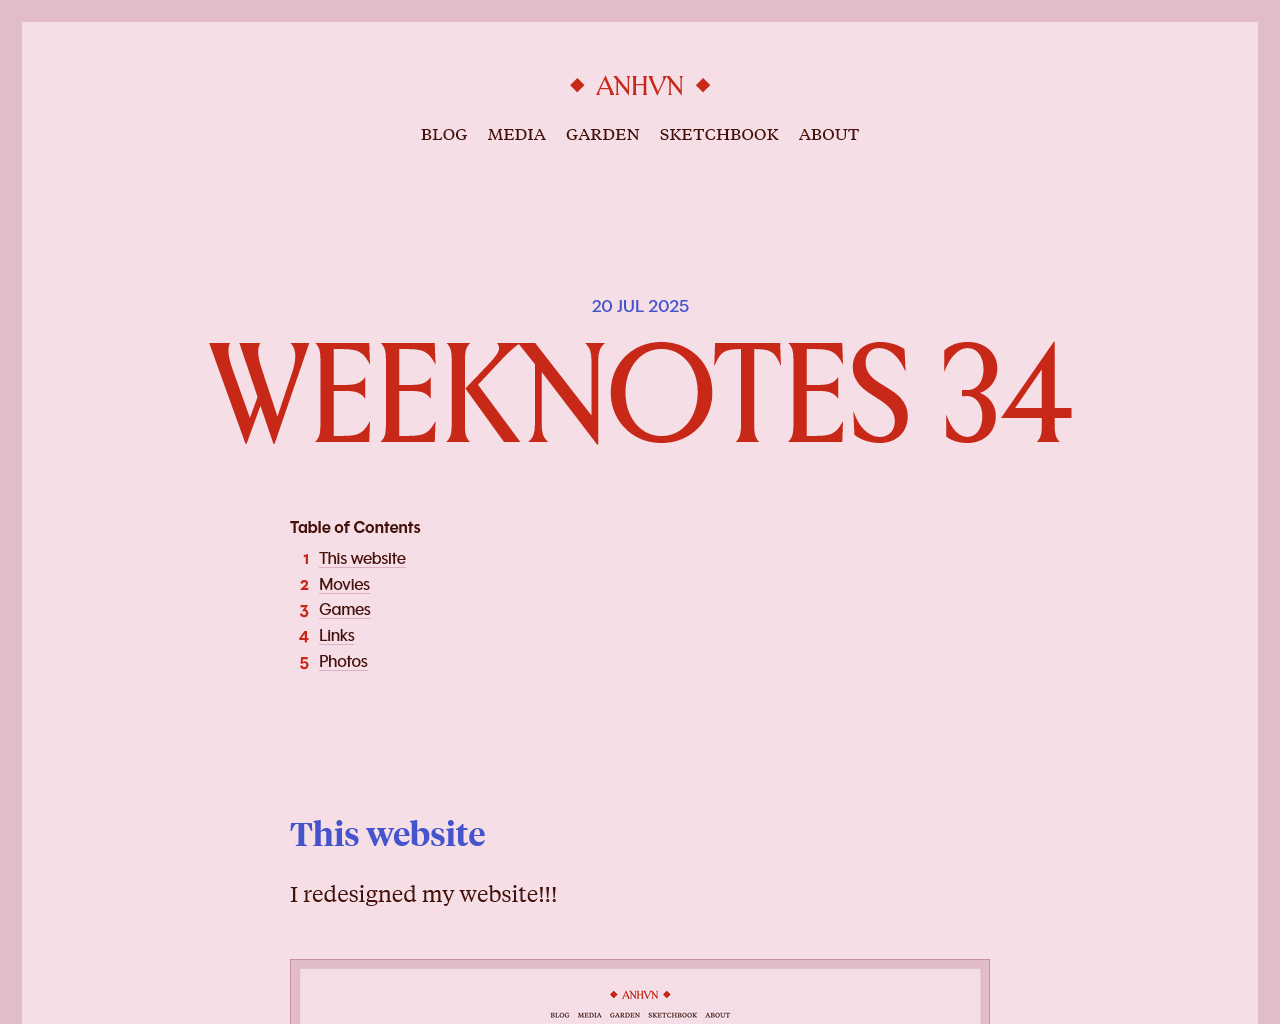 ANHVN
BLOG MEDIA GARDEN SKETCHBOOK ABOUT
20 JUL 2025
WEEKNOTES 34
Table of Contents
1 This website
2 Movies
3 Games
4 Links
5 Photos
This website
I redesigned my website!!!
ANHVN
BLOG MEDIA GARDEN SKETCHBOOK ABOUT